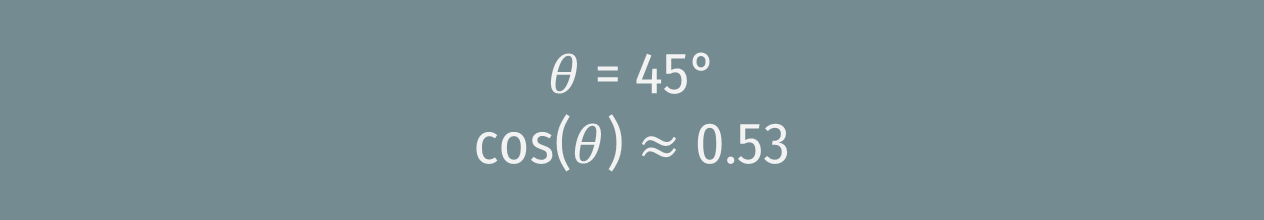 θ = 45°
cos(θ) ≈ 0.53